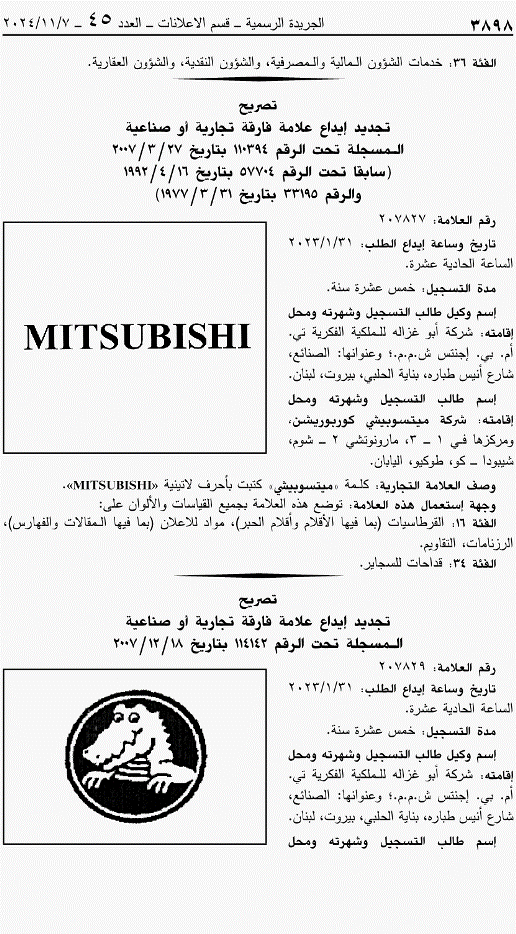 ٣٨٩٨
الجريدة الرسمية ــ قسم الاعلانات ــ العدد ٤٥ ــ ٢٠٢٤/١١/٧
الفئة ٣٦: خدمات الشؤون المالية والمصرفية، والشؤون النقدية، والشؤون العقارية.
تصريح
تجديد إيداع علامة فارقة تجارية أو صناعية
المسجلة تحت الرقم ١١٠٣٩٤ بتاريخ ٢٠٠٧/٣/٢٧
(سابقا تحت الرقم ٥٧٧٠٤ بتاريخ ١٩٩٢/٤/١٦
والرقم ٣٣١٩٥ بتاريخ ١٩٧٧/٣/٣١)
رقم العلامة: ٢٠٧٨٢٧
تاريخ وساعة إيداع الطلب: ٢٠٢٣/١/٣١
الساعة الحادية عشرة.
مدة التسجيل: خمس عشرة سنة.
إسم وكيل طالب التسجيل وشهرته ومحل
إقامته: شركة أبو غزاله للملكية الفكرية تي.
أم. بي. إجنتس ش.م.م.؛ وعنوانها: الصنائع،
شارع أنيس طباره، بناية الحلبي، بيروت، لبنان.
إسم طالب التسجيل وشهرته ومحل
إقامته: شركة ميتسوبيشي كوربوريشن،
ومركزها في ١ ــ ٣، مارونوتشي ٢ ــ شوم،
شيبودا ــ كو، طوكيو، اليابان.
MITSUBISHI
وصف العلامة التجارية: كلمة «ميتسوبيشي» كتبت بأحرف لاتينية «MITSUBISHI».
وجهة إستعمال هذه العلامة: توضع هذه العلامة بجميع القياسات والألوان على:
الفئة ١٦: القرطاسيات (بما فيها الأقلام وأقلام الحبر)، مواد للاعلان (بما فيها المقالات والفهارس)،
الرزنامات، التقاويم.
الفئة ٣٤: قداحات للسجاير.
تصريح
تجديد إيداع علامة فارقة تجارية أو صناعية
المسجلة تحت الرقم ١١٤١٤٢ بتاريخ ٢٠٠٧/١٢/١٨
رقم العلامة: ٢٠٧٨٢٩
تاريخ وساعة إيداع الطلب: ٢٠٢٣/١/٣١
الساعة الحادية عشرة.
مدة التسجيل: خمس عشرة سنة.
إسم وكيل طالب التسجيل وشهرته ومحل
إقامته: شركة أبو غزاله للملكية الفكرية تي.
أم. بي. إجنتس ش.م.م.؛ وعنوانها: الصنائع،
شارع أنيس طباره، بناية الحلبي، بيروت، لبنان.
إسم طالب التسجيل وشهرته ومحل